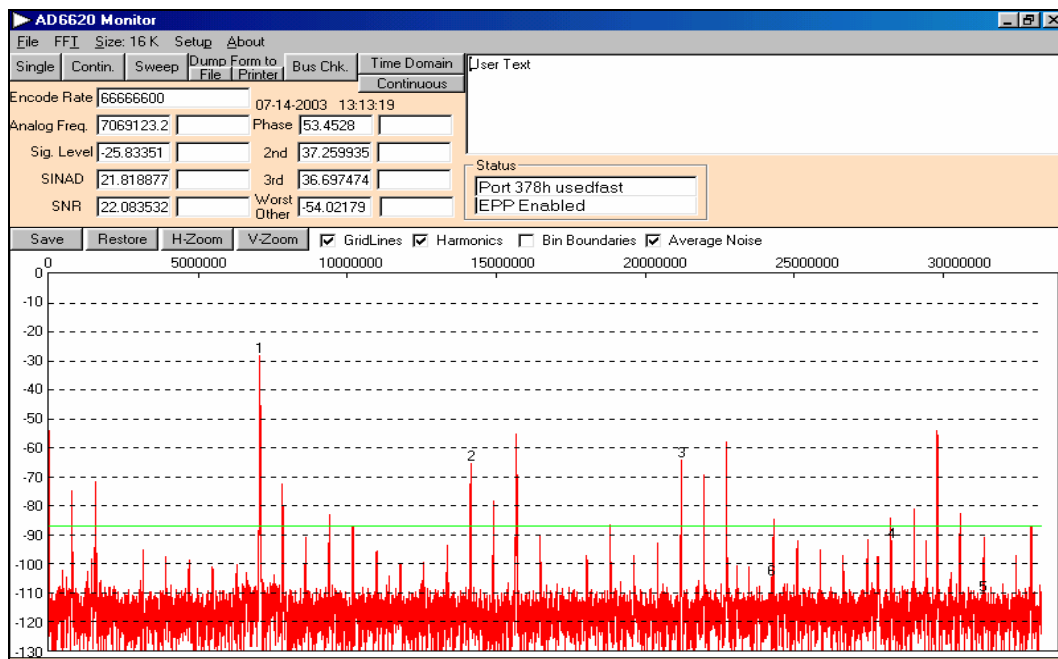 AD6620 Monitor
File FFT Size: 16 K Setup About
Single Contin. Sweep Dump Form to File Printer Bus Chk. Time Domain Continuous
User Text
Encode Rate 66666600
07-14-2003 13:13:19
Analog Freq. 7069123.2 Phase 53.4528
Sig. Level -25.83351 2nd 37.259935
SINAD 21.818877 3rd 36.697474
SNR 22.083532 Worst Other -54.02179
Status
Port 378h usedfast
EPP Enabled
Save Restore H-Zoom V-Zoom GridLines Harmonics Bin Boundaries Average Noise
0 5000000 10000000 15000000 20000000 25000000 30000000
0
-10
-20
-30
1
-40
-50
-60
2 3
-70
-80
-90
4
-100
6
-110
5
-120
-130